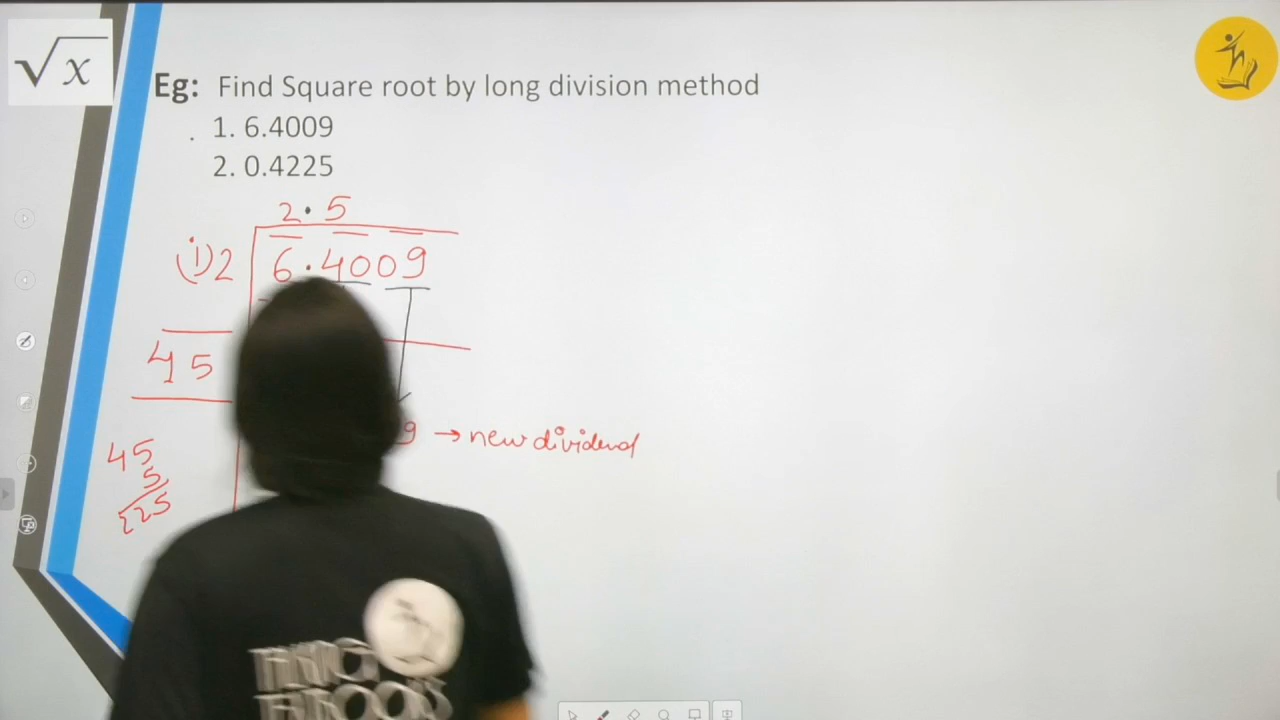 √x
Eg: Find Square root by long division method
1. 6.4009
2. 0.4225
2.5
(i) 2 6.4009
45
9 → new dividend
45
5
225